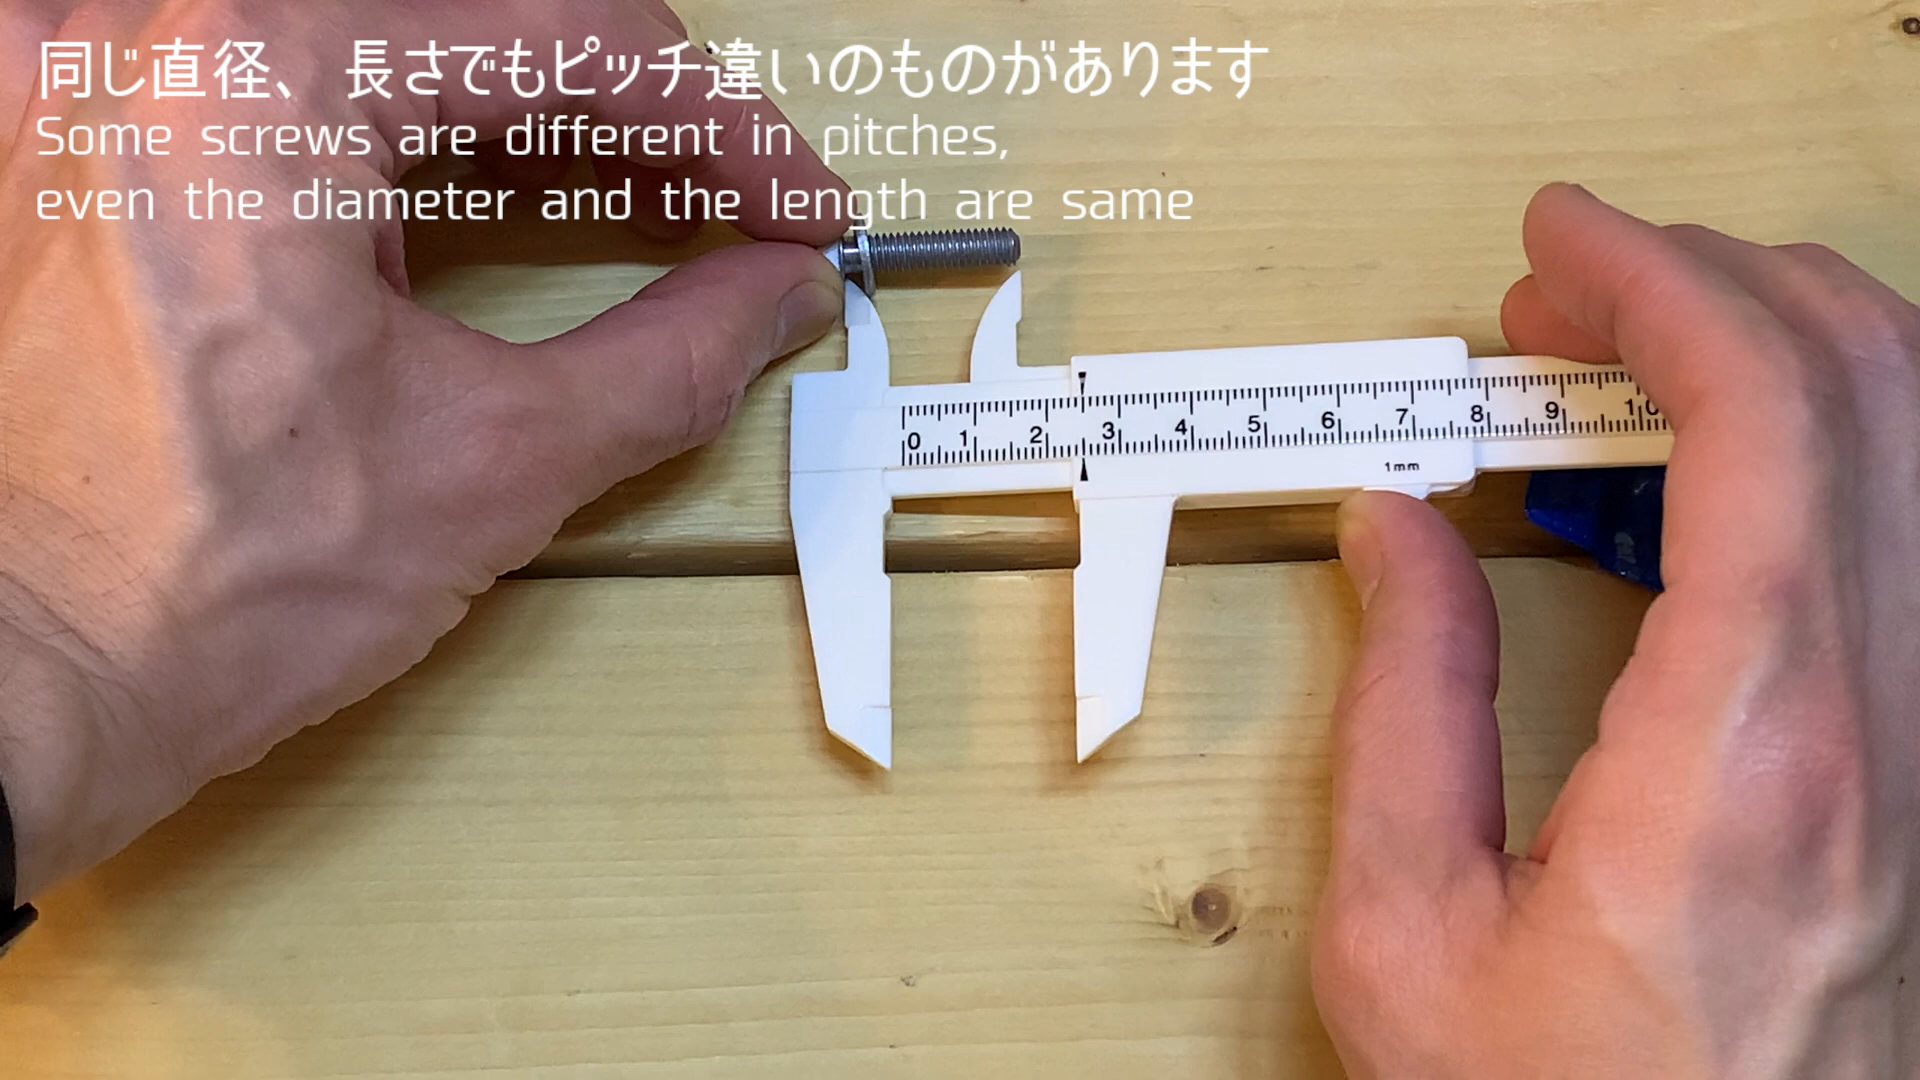 同じ直径、長さでもピッチ違いのものがあります
Some screws are different in pitches,
even the diameter and the length are same
0 1 2 3 4 5 6 7 8 9 10
1mm